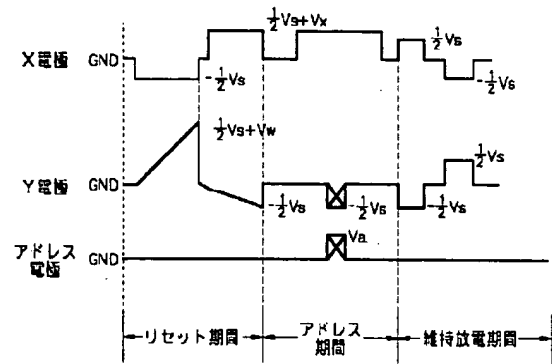 ½Vs+Vx
X電極 GND
½Vs
-½Vs
-½Vs
½Vs+Vw
½Vs
Y電極 GND
-½Vs
-½Vs
-½Vs
Va
アドレス
電極 GND
リセット期間
アドレス
期間
維持放電期間